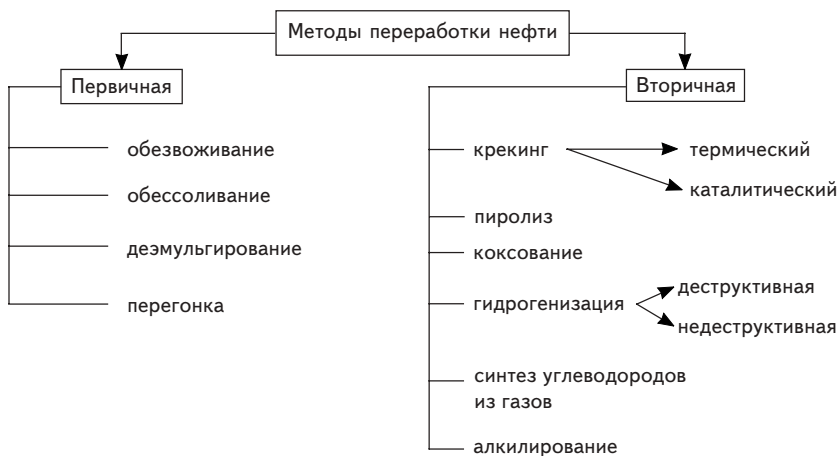 Методы переработки нефти
Первичная
обезвоживание
обессоливание
деэмульгирование
перегонка
Вторичная
крекинг
термический
каталитический
пиролиз
коксование
гидрогенизация
деструктивная
недеструктивная
синтез углеводородов
из газов
алкилирование